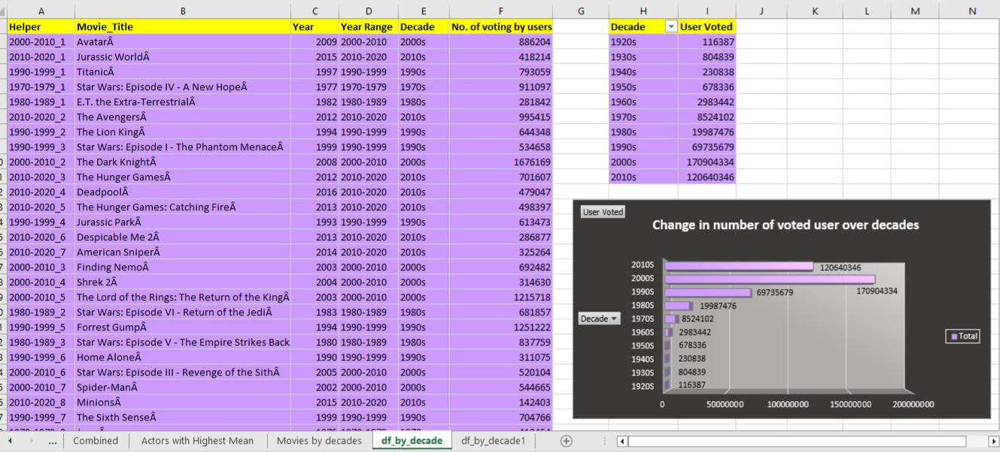 A B C D E F G H I J K L M N
Helper Movie_Title Year Year Range Decade No. of voting by users Decade User Voted
2000-2010_1 AvatarÂ 2009 2000-2010 2000s 886204 1920s 116387
2010-2020_1 Jurassic WorldÂ 2015 2010-2020 2010s 418214 1930s 804839
1990-1999_1 TitanicÂ 1997 1990-1999 1990s 793059 1940s 230838
1970-1979_1 Star Wars: Episode IV - A New HopeÂ 1977 1970-1979 1970s 911097 1950s 678336
1980-1989_1 E.T. the Extra-TerrestrialÂ 1982 1980-1989 1980s 281842 1960s 2983442
2010-2020_2 The AvengersÂ 2012 2010-2020 2010s 995415 1970s 8524102
1990-1999_2 The Lion KingÂ 1994 1990-1999 1990s 644348 1980s 19987476
1990-1999_3 Star Wars: Episode I - The Phantom MenaceÂ 1999 1990-1999 1990s 534658 1990s 69735679
2000-2010_2 The Dark KnightÂ 2008 2000-2010 2000s 1676169 2000s 170904334
2010-2020_3 The Hunger GamesÂ 2012 2010-2020 2010s 701607 2010s 120640346
2010-2020_4 DeadpoolÂ 2016 2010-2020 2010s 479047
2010-2020_5 The Hunger Games: Catching FireÂ 2013 2010-2020 2010s 498397
1990-1999_4 Jurassic ParkÂ 1993 1990-1999 1990s 613473
2010-2020_6 Despicable Me 2Â 2013 2010-2020 2010s 286877
2010-2020_7 American SniperÂ 2014 2010-2020 2010s 325264
2000-2010_3 Finding NemoÂ 2003 2000-2010 2000s 692482
2000-2010_4 Shrek 2Â 2004 2000-2010 2000s 314630
2000-2010_5 The Lord of the Rings: The Return of the KingÂ 2003 2000-2010 2000s 1215718
1980-1989_2 Star Wars: Episode VI - Return of the JediÂ 1983 1980-1989 1980s 681857
1990-1999_5 Forrest GumpÂ 1994 1990-1999 1990s 1251222
1980-1989_3 Star Wars: Episode V - The Empire Strikes Back 1980 1980-1989 1980s 837759
1990-1999_6 Home AloneÂ 1990 1990-1999 1990s 311075
2000-2010_6 Star Wars: Episode III - Revenge of the SithÂ 2005 2000-2010 2000s 520104
2000-2010_7 Spider-ManÂ 2002 2000-2010 2000s 544665
2010-2020_8 MinionsÂ 2015 2010-2020 2010s 142403
1990-1999_7 The Sixth SenseÂ 1999 1990-1999 1990s 704766
User Voted
Change in number of voted user over decades
2010S 120640346
2000S 170904334
1990S 69735679
1980S 19987476
1970S 8524102
1960S 2983442
1950S 678336
1940S 230838
1930S 804839
1920S 116387
Decade
Total
0 50000000 100000000 150000000 200000000
... Combined Actors with Highest Mean Movies by decades df_by_decade df_by_decade1